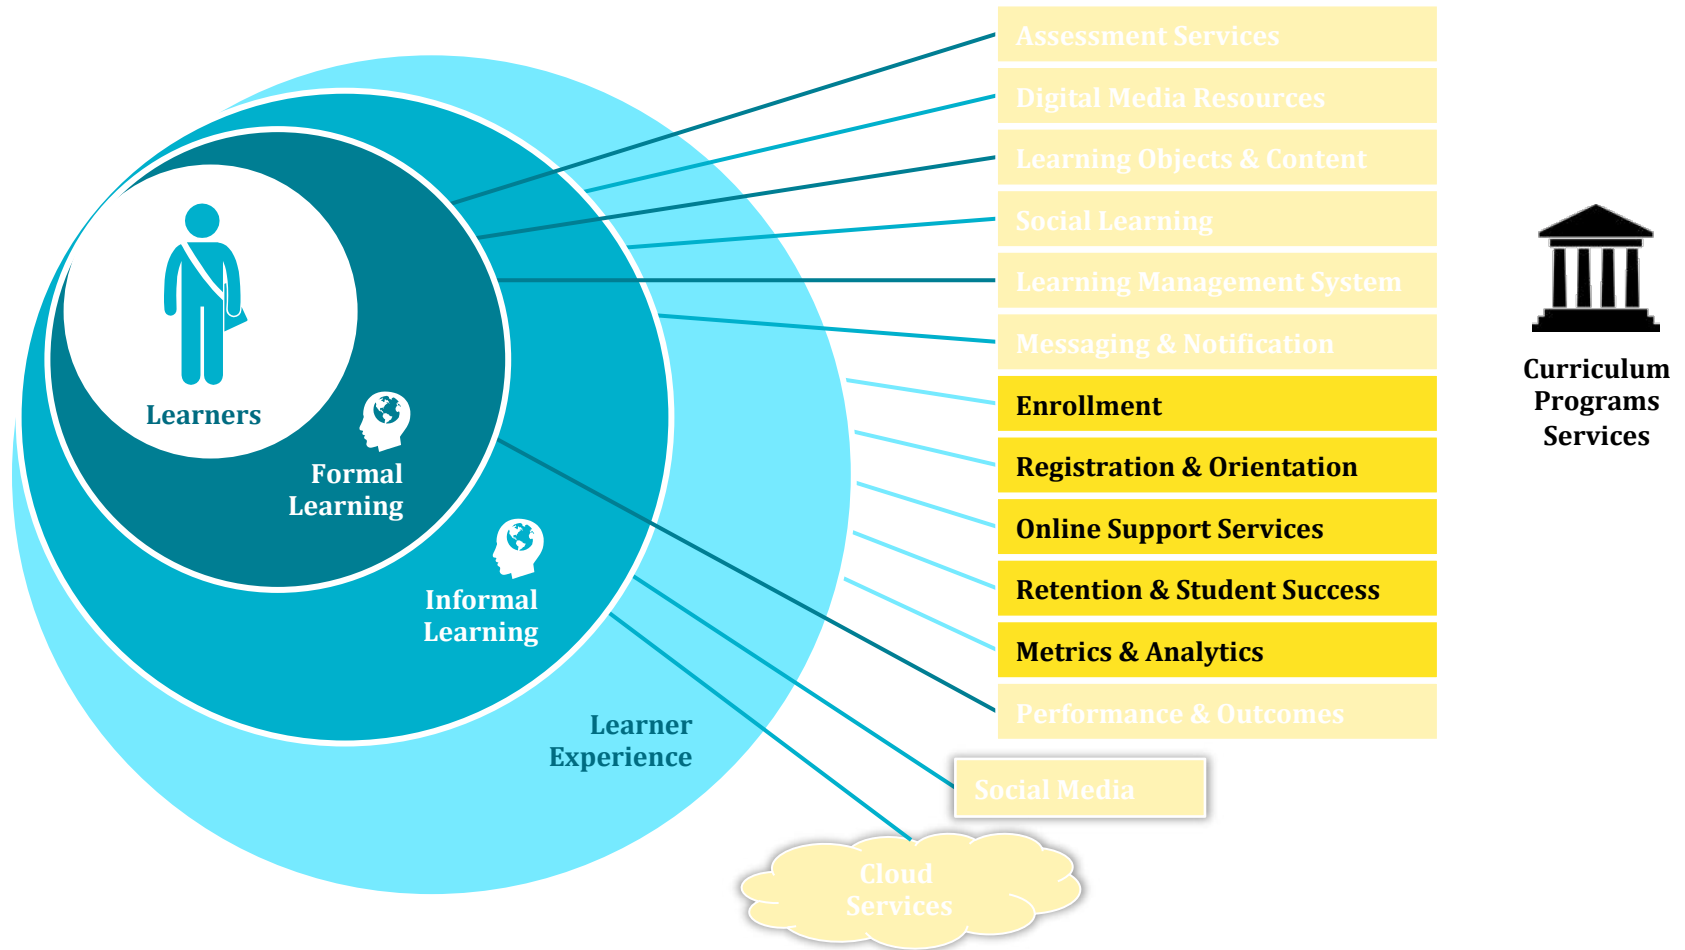 Learners
Formal
Learning
Informal
Learning
Learner
Experience
Assessment Services
Digital Media Resources
Learning Objects & Content
Social Learning
Learning Management System
Messaging & Notification
Enrollment
Registration & Orientation
Online Support Services
Retention & Student Success
Metrics & Analytics
Performance & Outcomes
Social Media
Cloud
Services
Curriculum
Programs
Services